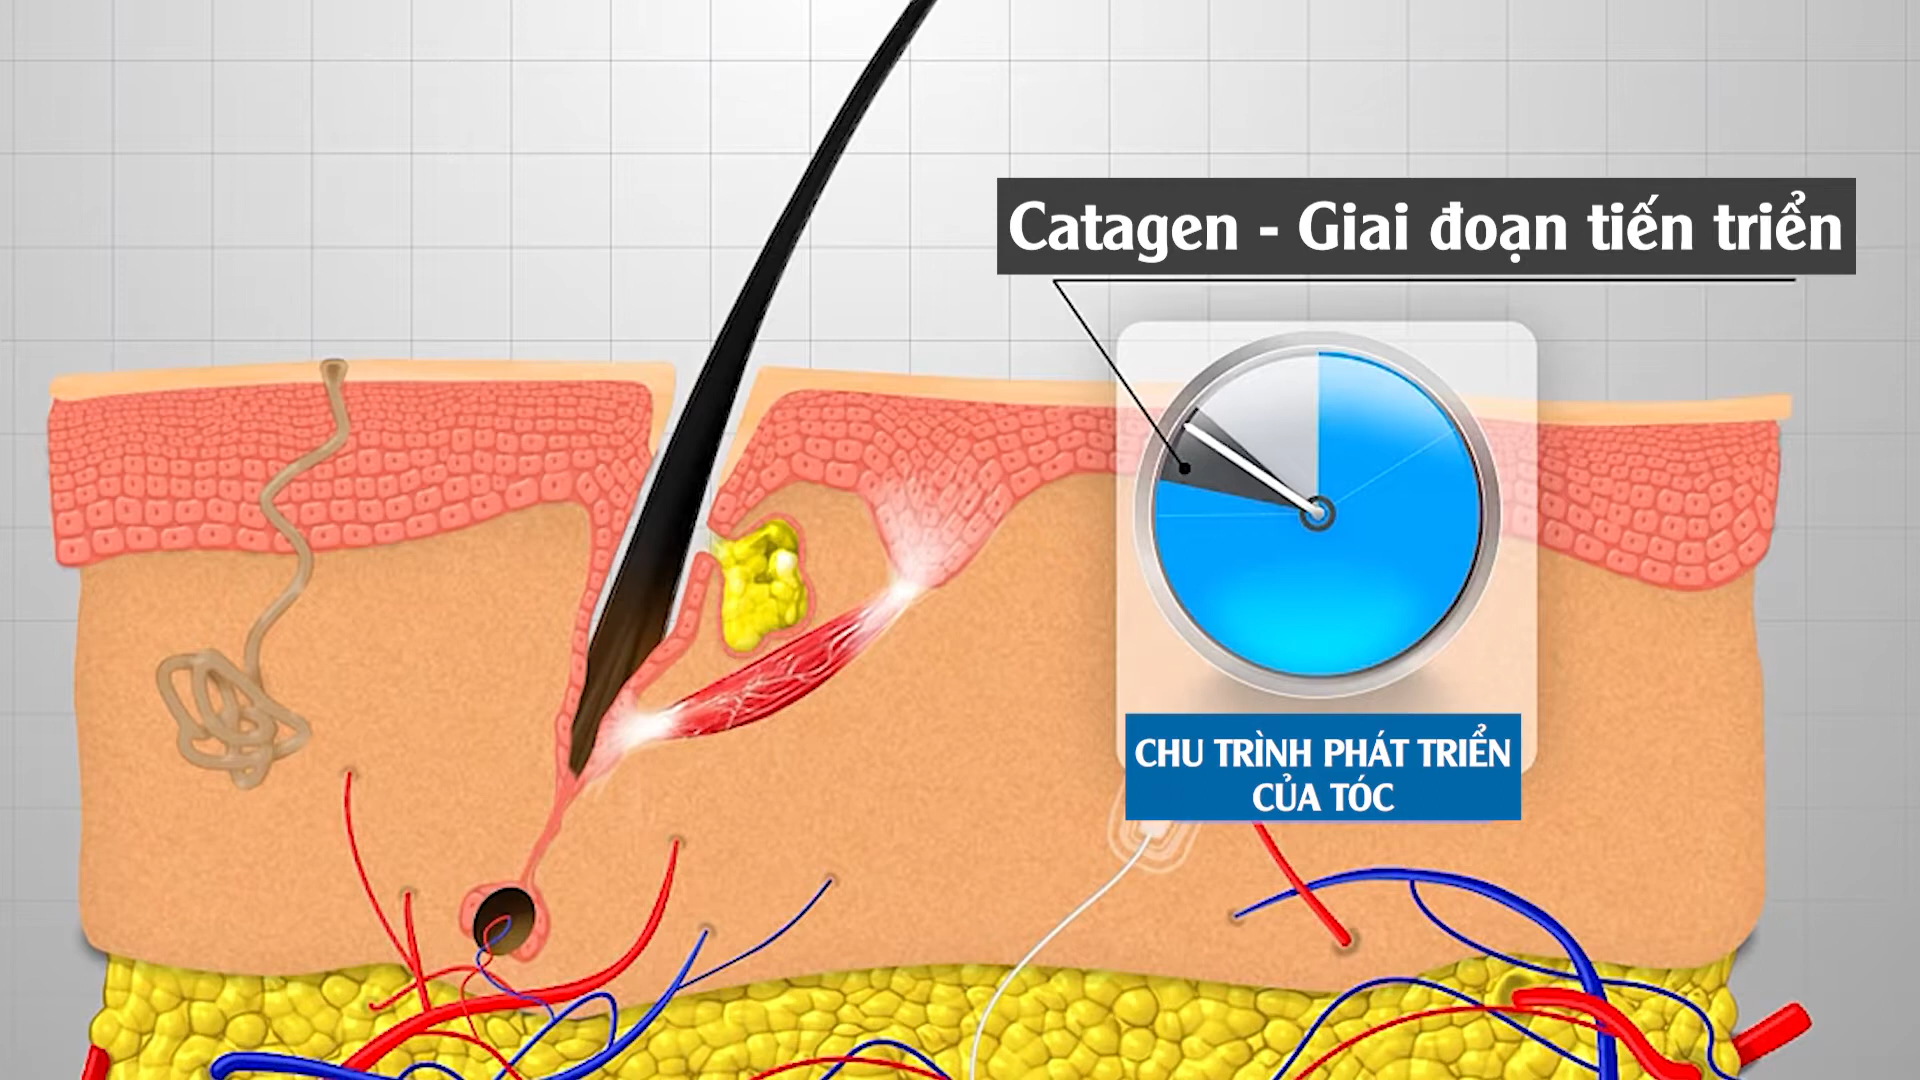 Catagen - Giai đoạn tiến triển
CHU TRÌNH PHÁT TRIỂN
CỦA TÓC